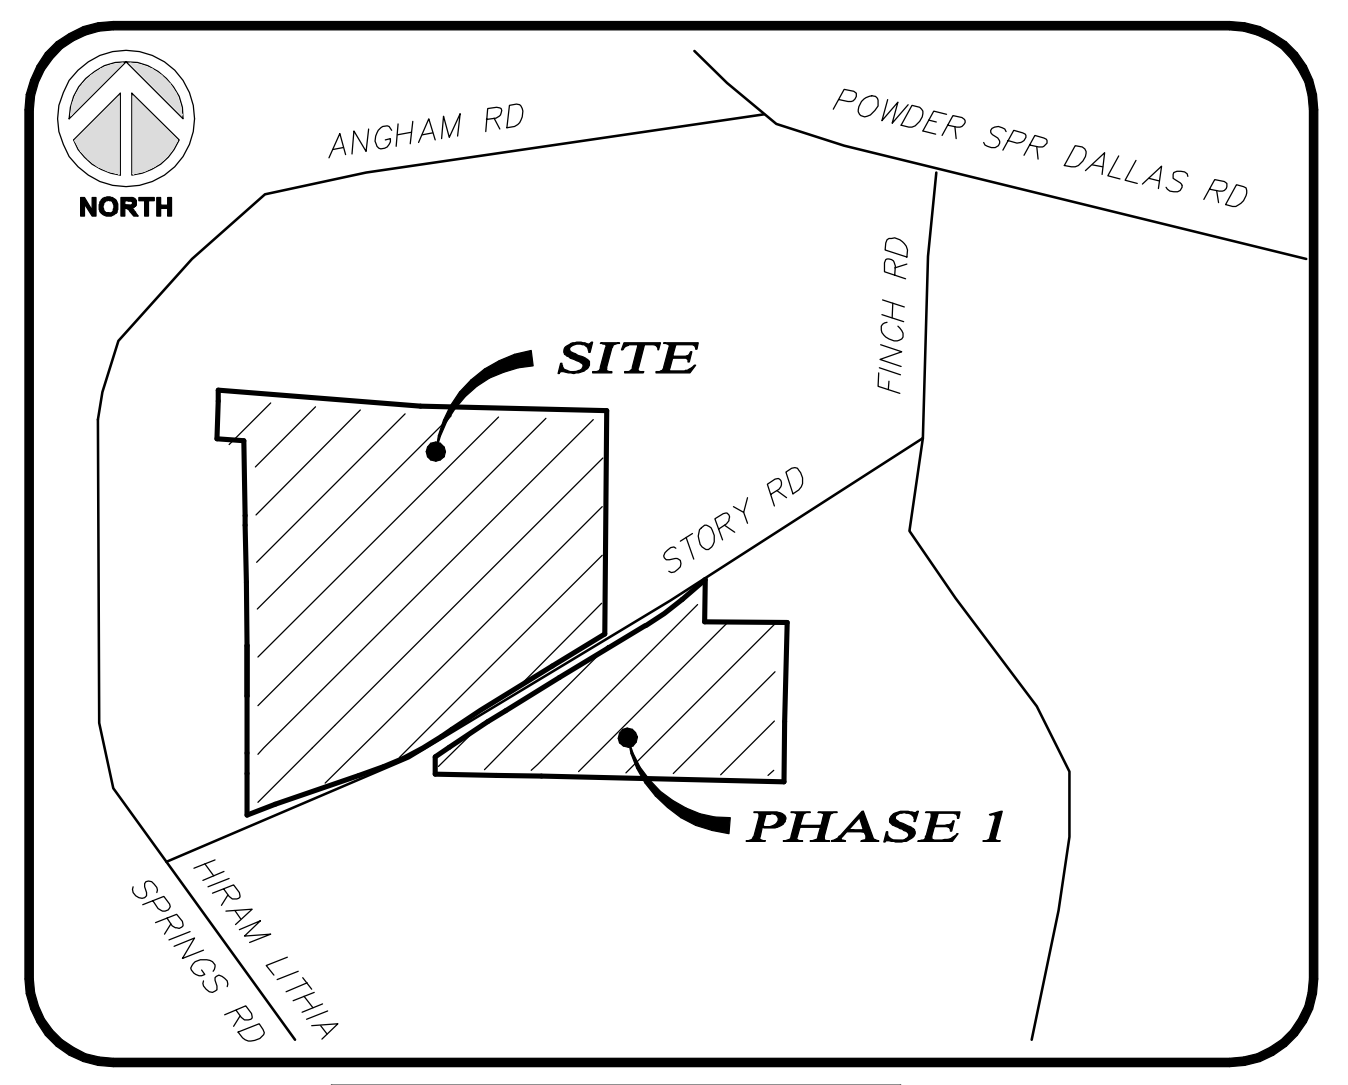 NORTH
ANGHAM RD
POWDER SPR DALLAS RD
FINCH RD
SITE
STORY RD
PHASE 1
HIRAM LITHIA
SPRINGS RD